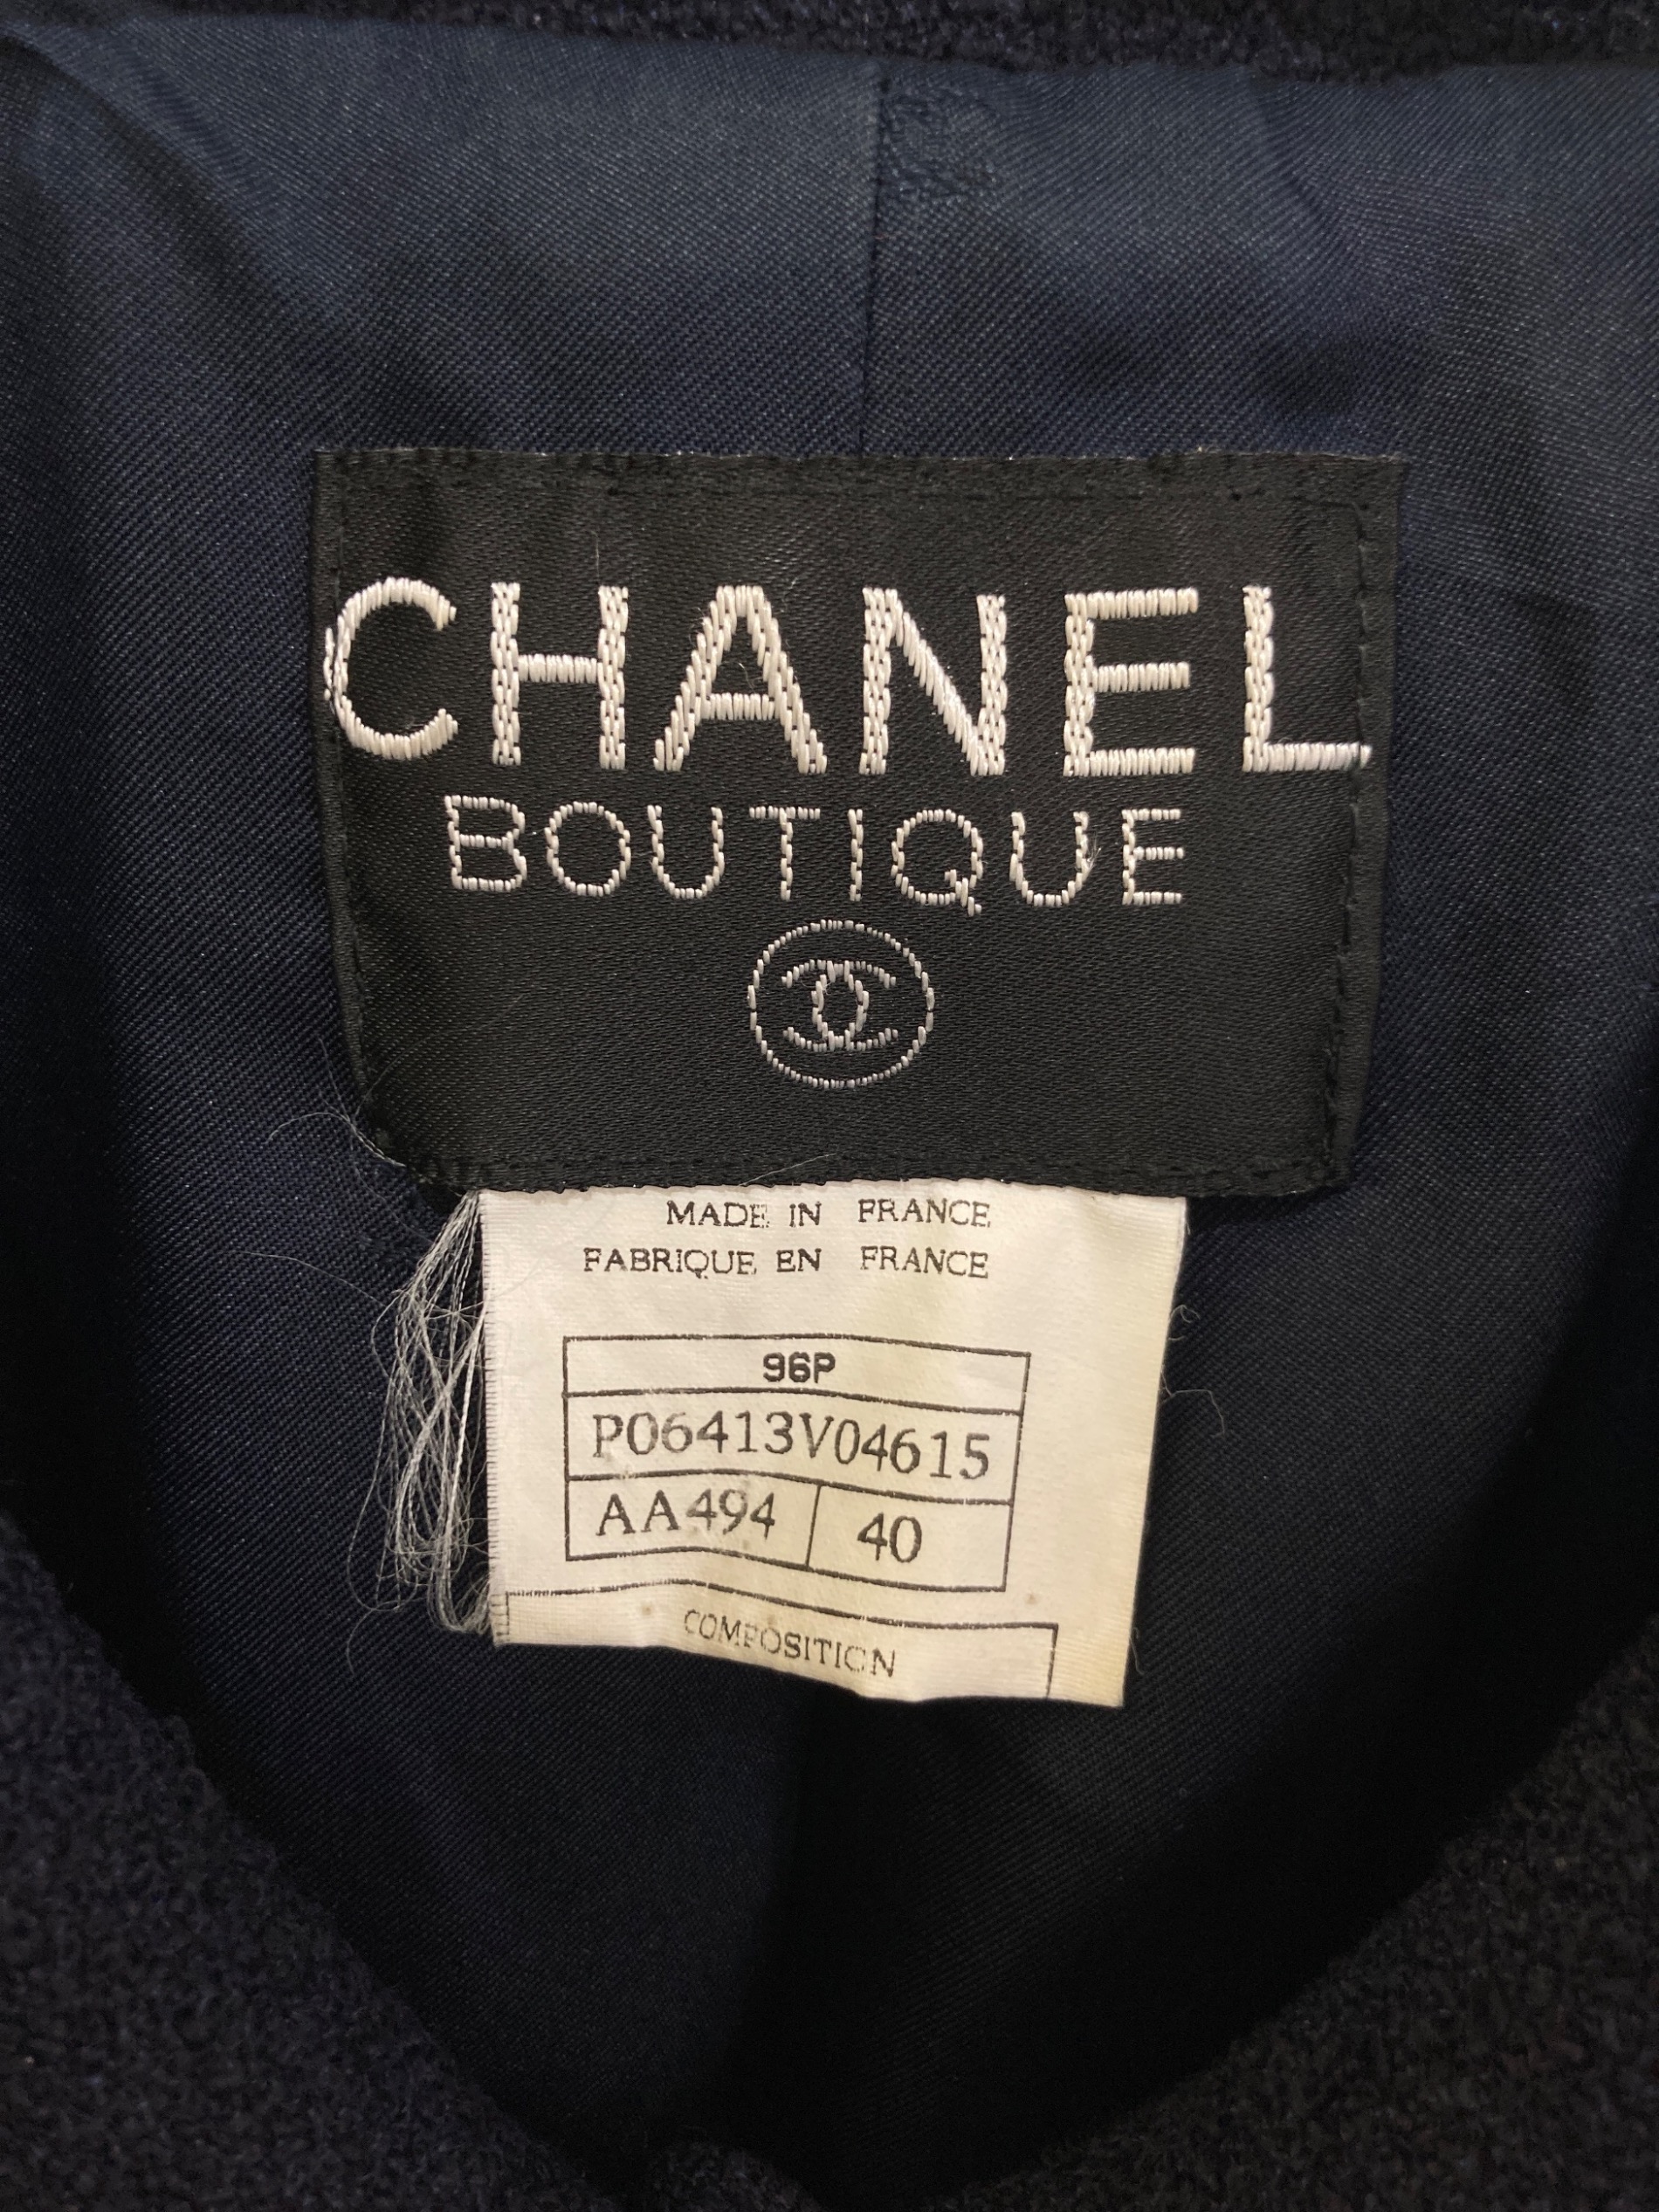 CHANEL
BOUTIQUE
MADE IN FRANCE
FABRIQUE EN FRANCE
96P
P06413V04615
AA494 40
COMPOSITION